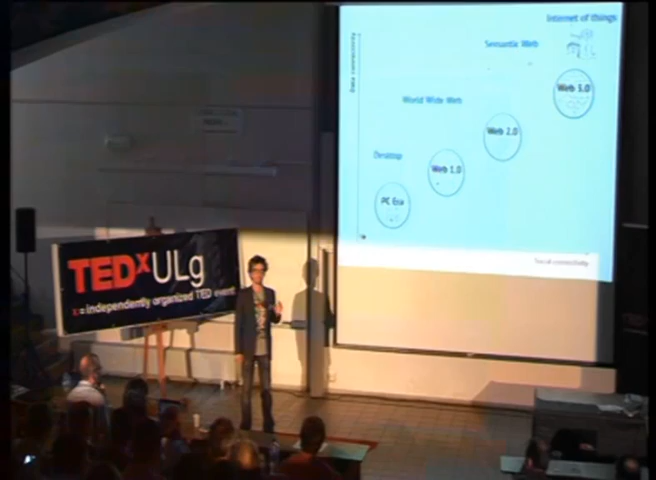 Internet of things
Semantic Web
Web 3.0
World Wide Web
Web 2.0
Desktop
Web 1.0
PC Era
Social connectivity
TEDxULg
x = independently organized TED event